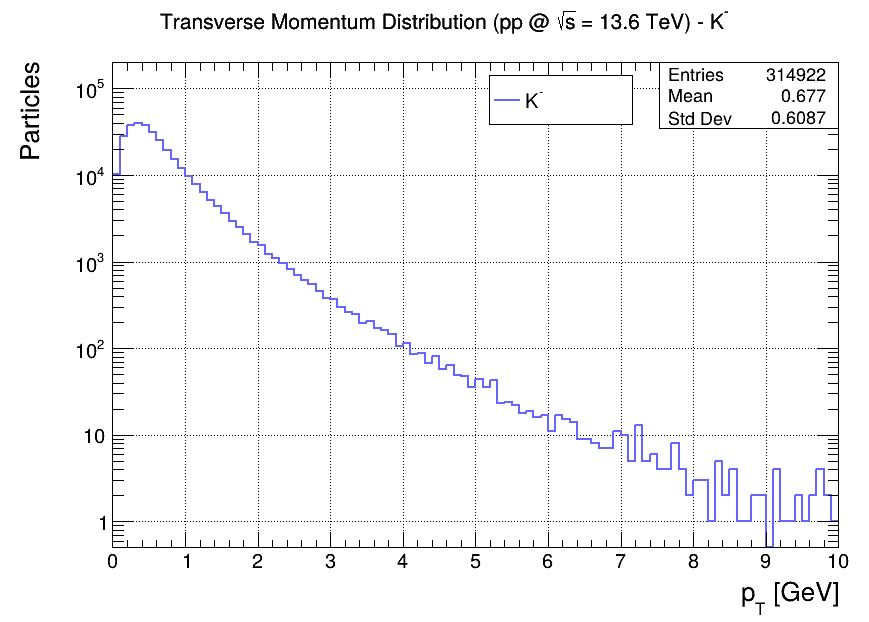 Transverse Momentum Distribution (pp @ √s = 13.6 TeV) - K⁻
Particles
Entries 314922
Mean 0.677
Std Dev 0.6087
K⁻
10⁵
10⁴
10³
10²
10
1
0 1 2 3 4 5 6 7 8 9 10
p_T [GeV]